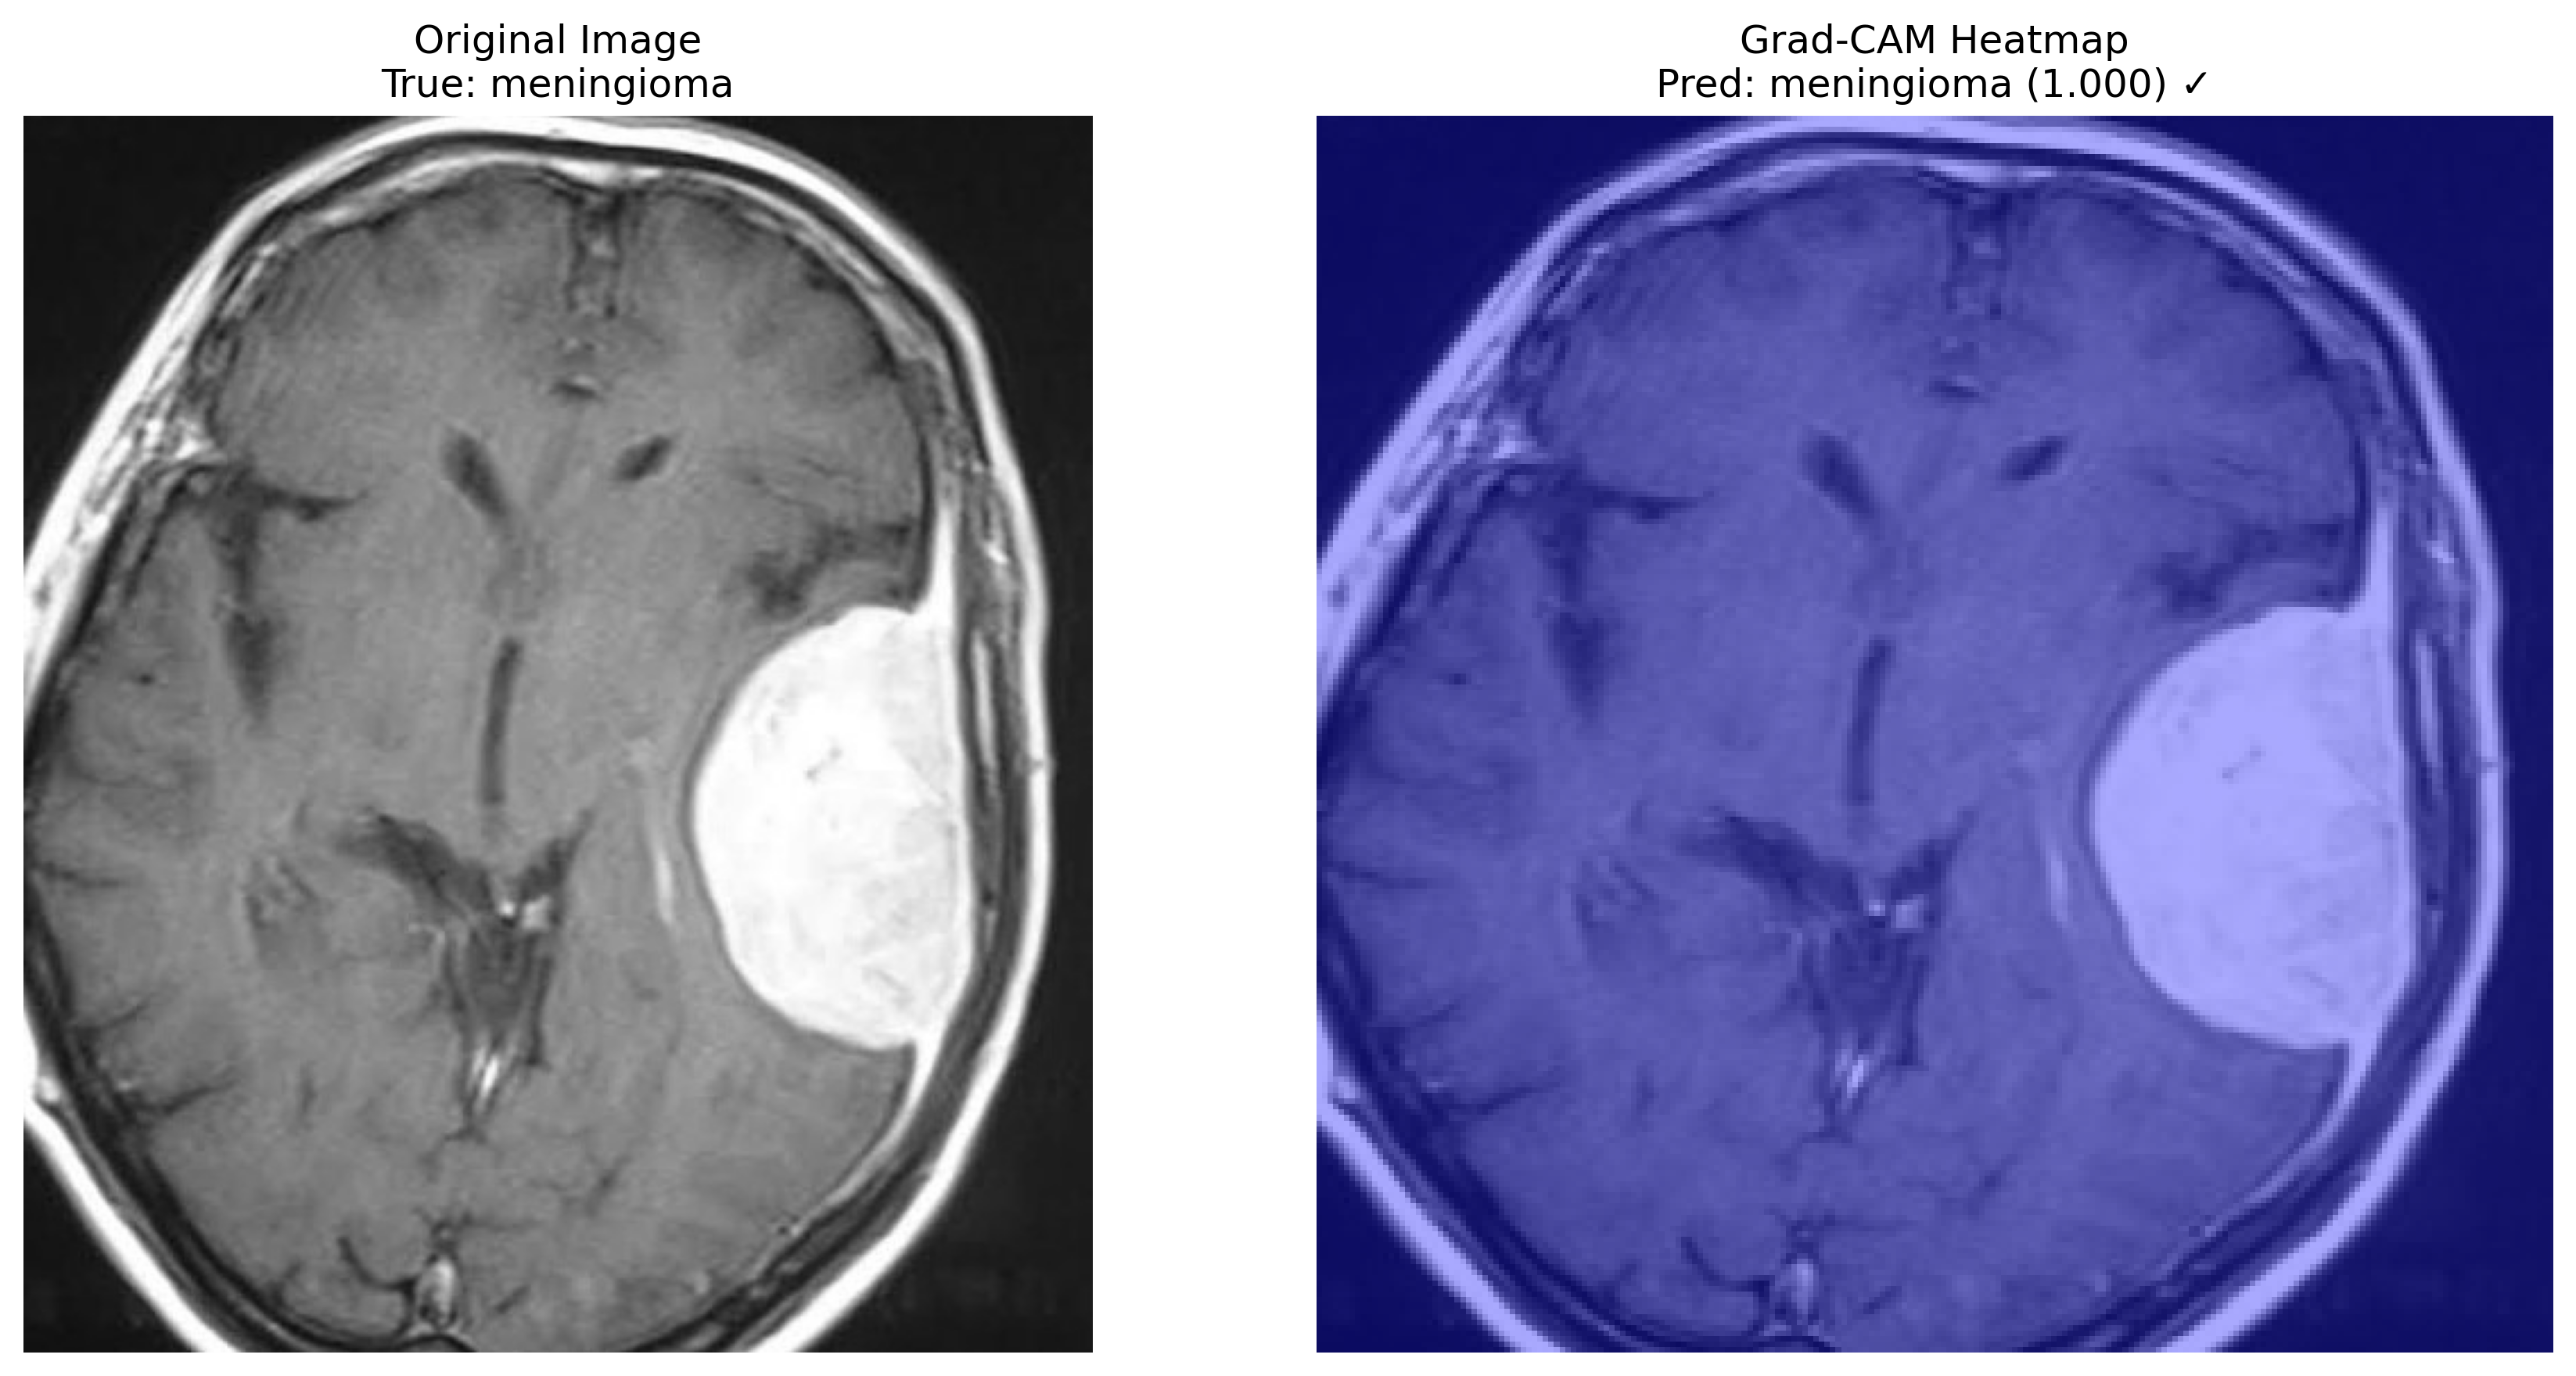 Original Image
True: meningioma
Grad-CAM Heatmap
Pred: meningioma (1.000) ✓